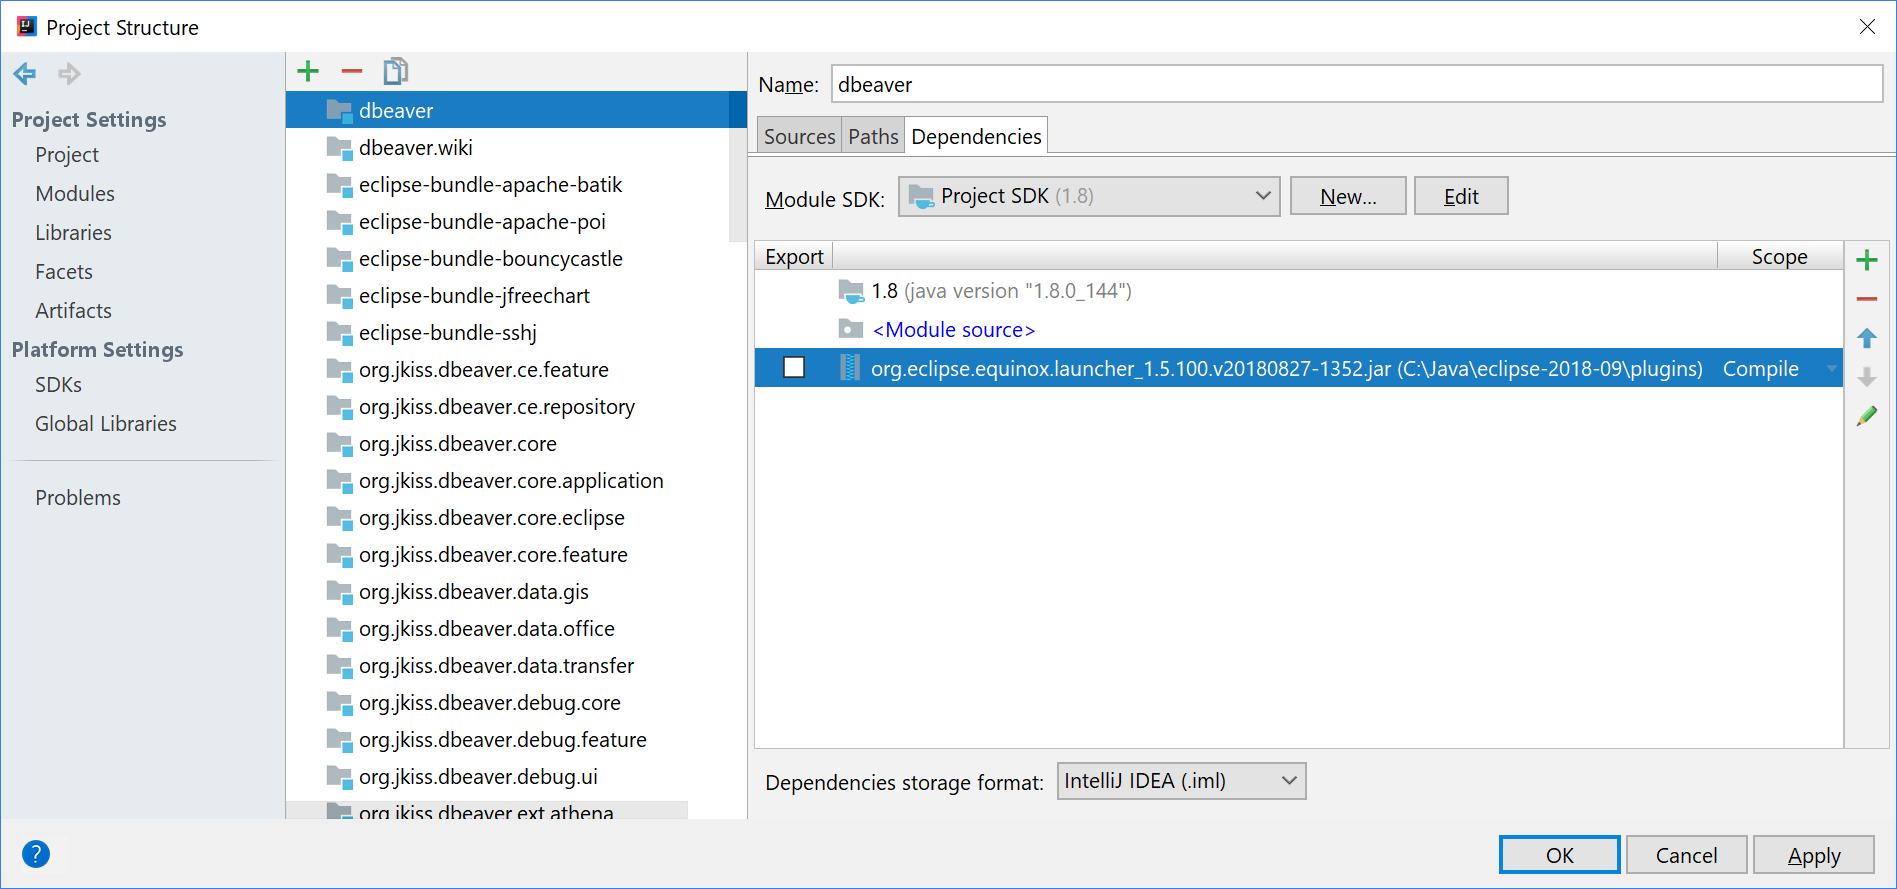 Project Structure
Project Settings
Project
Modules
Libraries
Facets
Artifacts
Platform Settings
SDKs
Global Libraries
Problems
dbeaver
dbeaver.wiki
eclipse-bundle-apache-batik
eclipse-bundle-apache-poi
eclipse-bundle-bouncycastle
eclipse-bundle-jfreechart
eclipse-bundle-sshj
org.jkiss.dbeaver.ce.feature
org.jkiss.dbeaver.ce.repository
org.jkiss.dbeaver.core
org.jkiss.dbeaver.core.application
org.jkiss.dbeaver.core.eclipse
org.jkiss.dbeaver.core.feature
org.jkiss.dbeaver.data.gis
org.jkiss.dbeaver.data.office
org.jkiss.dbeaver.data.transfer
org.jkiss.dbeaver.debug.core
org.jkiss.dbeaver.debug.feature
org.jkiss.dbeaver.debug.ui
org.jkiss.dbeaver.ext.athena
Name: dbeaver
Sources Paths Dependencies
Module SDK: Project SDK (1.8) New... Edit
Export Scope
1.8 (java version "1.8.0_144")
<Module source>
org.eclipse.equinox.launcher_1.5.100.v20180827-1352.jar (C:\Java\eclipse-2018-09\plugins) Compile
Dependencies storage format: IntelliJ IDEA (.iml)
? OK Cancel Apply